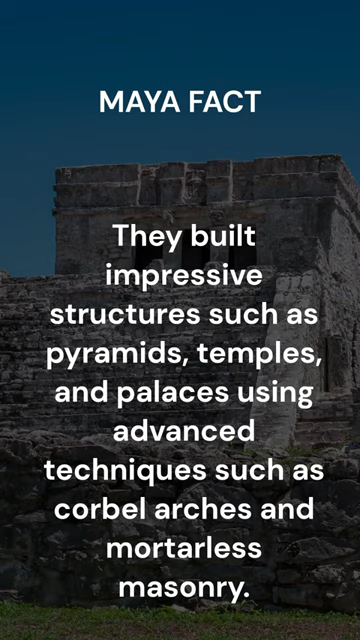 MAYA FACT
They built
impressive
structures such as
pyramids, temples,
and palaces using
advanced
techniques such as
corbel arches and
mortarless
masonry.